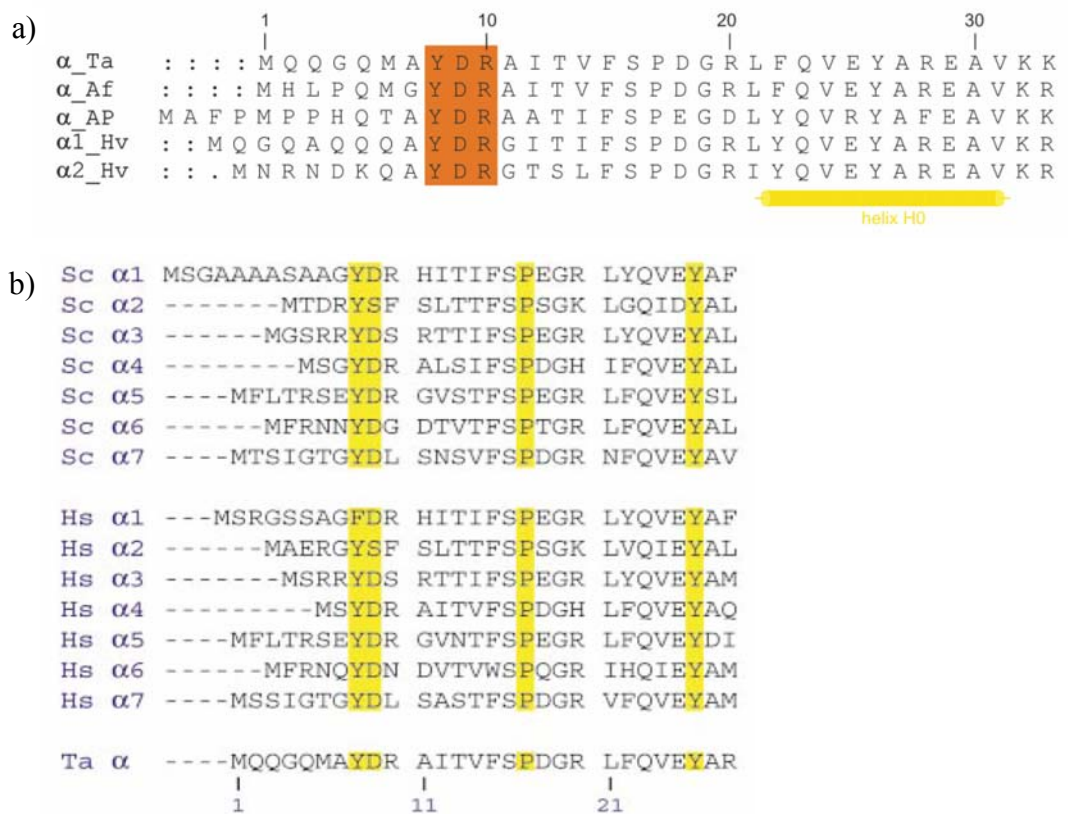 a)
1 10 20 30
α_Ta : : : : M Q Q G Q M A Y D R A I T V F S P D G R L F Q V E Y A R E A V K K
α_Af : : : : M H L P Q M G Y D R A I T V F S P D G R L F Q V E Y A R E A V K R
α_AP M A F P M P P H Q T A Y D R A A T I F S P E G D L Y Q V R Y A F E A V K K
α1_Hv : : M Q G Q A Q Q Q A Y D R G I T I F S P D G R L Y Q V E Y A R E A V K R
α2_Hv : : . M N R N D K Q A Y D R G T S L F S P D G R I Y Q V E Y A R E A V K R
helix H0
b)
Sc α1 MSGAAAASAAGYDR HITIFSPEGR LYQVEYAF
Sc α2 -------MTDRYSF SLTTFSPSGK LGQIDYAL
Sc α3 ------MGSRRYDS RTTIFSPEGR LYQVEYAL
Sc α4 --------MSGYDR ALSIFSPDGH IFQVEYAL
Sc α5 ----MFLTRSEYDR GVSTFSPEGR LFQVEYSL
Sc α6 ------MFRNNYDG DTVTFSPTGR LFQVEYAL
Sc α7 ----MTSIGTGYDL SNSVFSPDGR NFQVEYAV
Hs α1 ---MSRGSSAGFDR HITIFSPEGR LYQVEYAF
Hs α2 ------MAERGYSF SLTTFSPSGK LVQIEYAL
Hs α3 -------MSRRYDS RTTIFSPEGR LYQVEYAM
Hs α4 ---------MSYDR AITVFSPDGH LFQVEYAQ
Hs α5 ----MFLTRSEYDR GVNTFSPEGR LFQVEYDI
Hs α6 ------MFRNQYDN DVTVWSPQGR IHQIEYAM
Hs α7 ----MSSIGTGYDL SASTFSPDGR VFQVEYAM
Ta α ----MQQGQMAYDR AITVFSPDGR LFQVEYAR
1 11 21